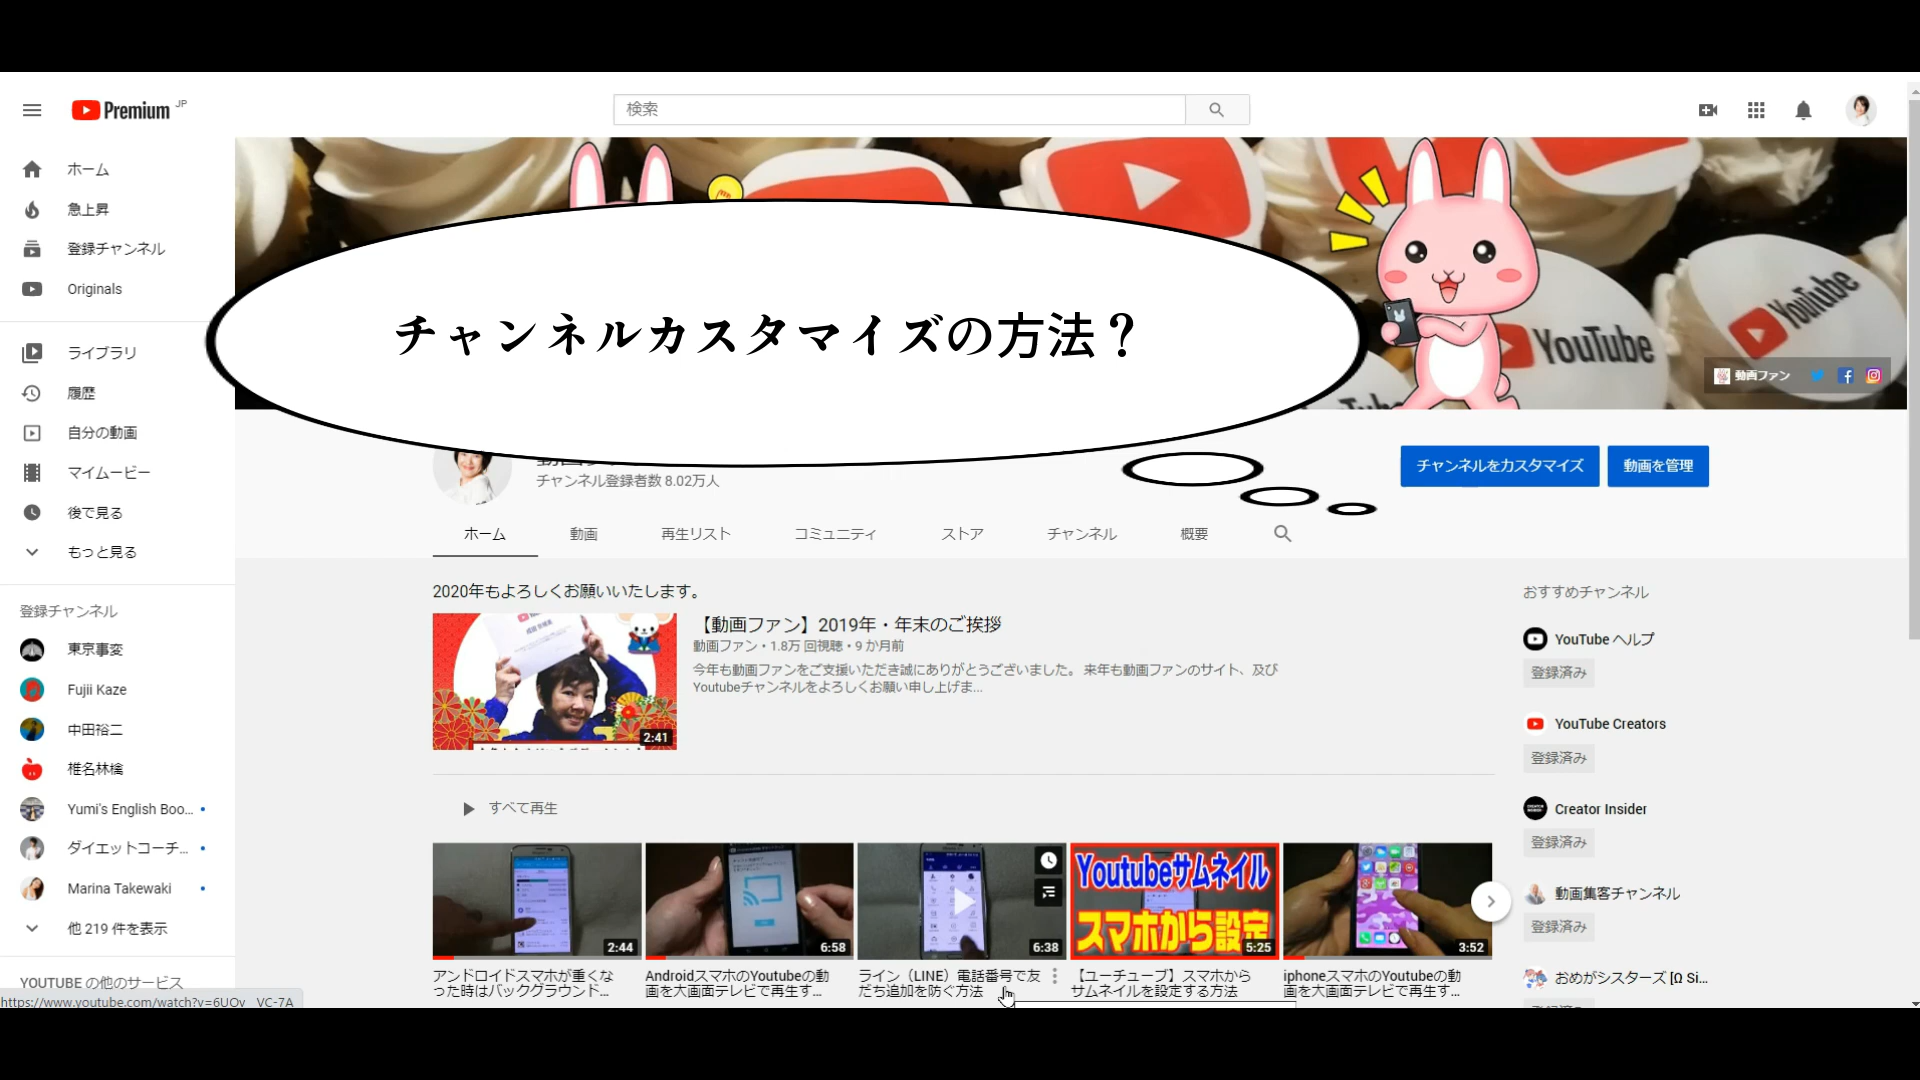 Premium JP
検索
ホーム
急上昇
登録チャンネル
Originals
ライブラリ
履歴
自分の動画
マイムービー
後で見る
もっと見る
登録チャンネル
東京事変
Fujii Kaze
中田裕二
椎名林檎
Yumi's English Boo...
ダイエットコーチ...
Marina Takewaki
他 219 件を表示
YOUTUBE の他のサービス
チャンネルカスタマイズの方法？
YouTube
YouTube
動画ファン
チャンネル登録者数 8.02万人
チャンネルをカスタマイズ
動画を管理
ホーム
動画
再生リスト
コミュニティ
ストア
チャンネル
概要
2020年もよろしくお願いいたします。
2:41
【動画ファン】2019年・年末のご挨拶
動画ファン・1.8万 回視聴・9 か月前
今年も動画ファンをご支援いただき誠にありがとうございました。 来年も動画ファンのサイト、及び
Youtubeチャンネルをよろしくお願い申し上げま...
すべて再生
2:44
アンドロイドスマホが重くな
った時はバックグラウンド...
6:58
AndroidスマホのYoutubeの動
画を大画面テレビで再生す...
6:38
ライン（LINE）電話番号で友
だち追加を防ぐ方法
Youtubeサムネイル
スマホから設定
5:25
【ユーチューブ】スマホから
サムネイルを設定する方法
3:52
iphoneスマホのYoutubeの動
画を大画面テレビで再生す...
おすすめチャンネル
YouTube ヘルプ
登録済み
YouTube Creators
登録済み
Creator Insider
登録済み
動画集客チャンネル
登録済み
おめがシスターズ [Ω Si...